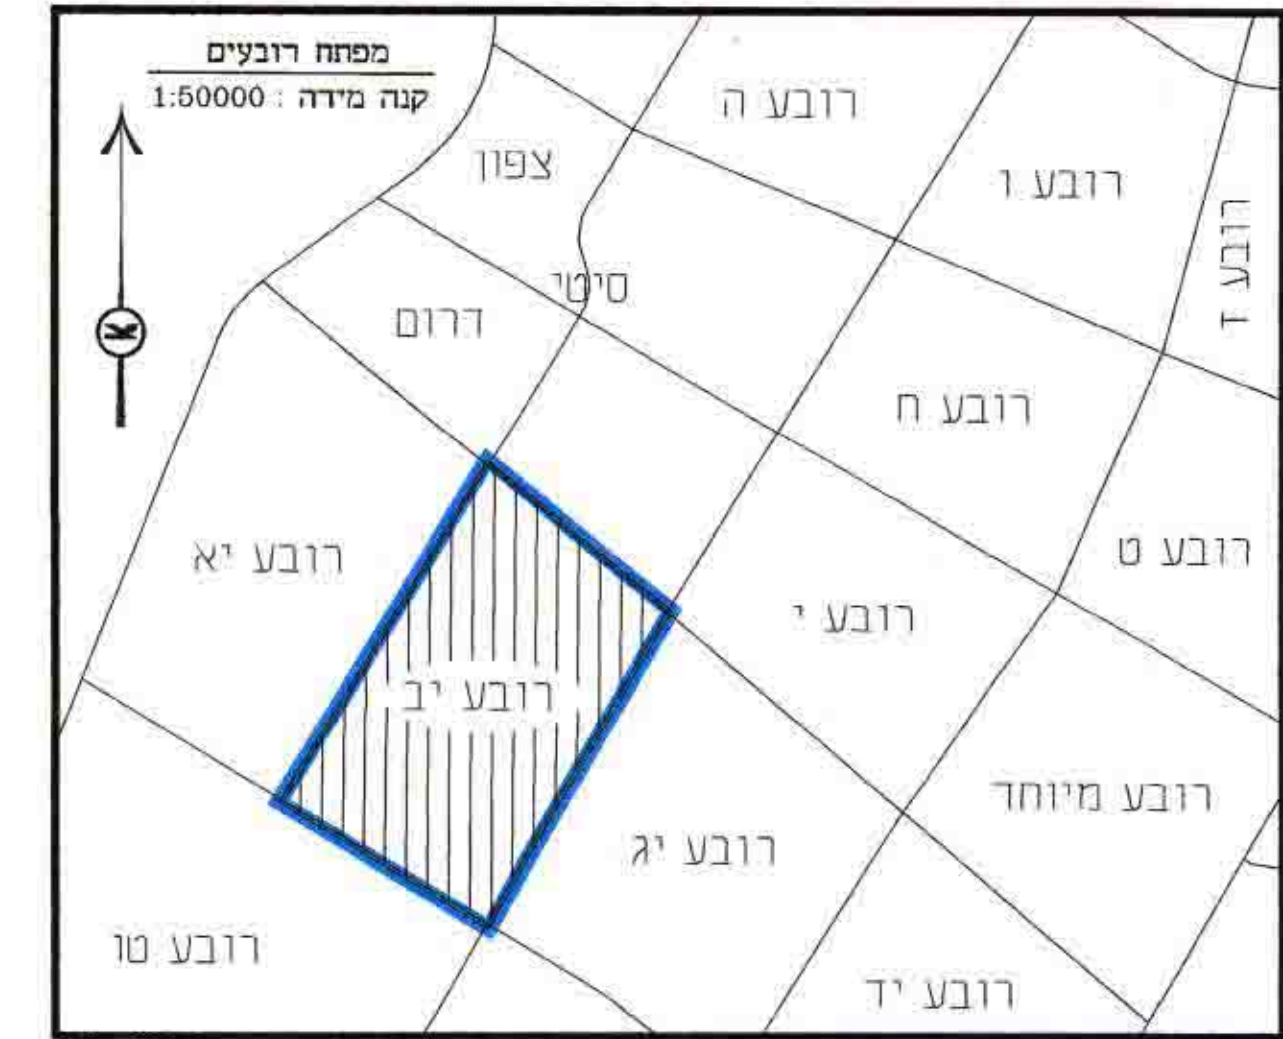 מפתח רובעים
קנה מידה : 1:50000
רובע ה
צפון
רובע ו
רובע ד
סיטי
דרום
רובע ח
רובע יא
רובע ט
רובע י
רובע יב
רובע מיוחד
רובע יג
רובע טו
רובע יד